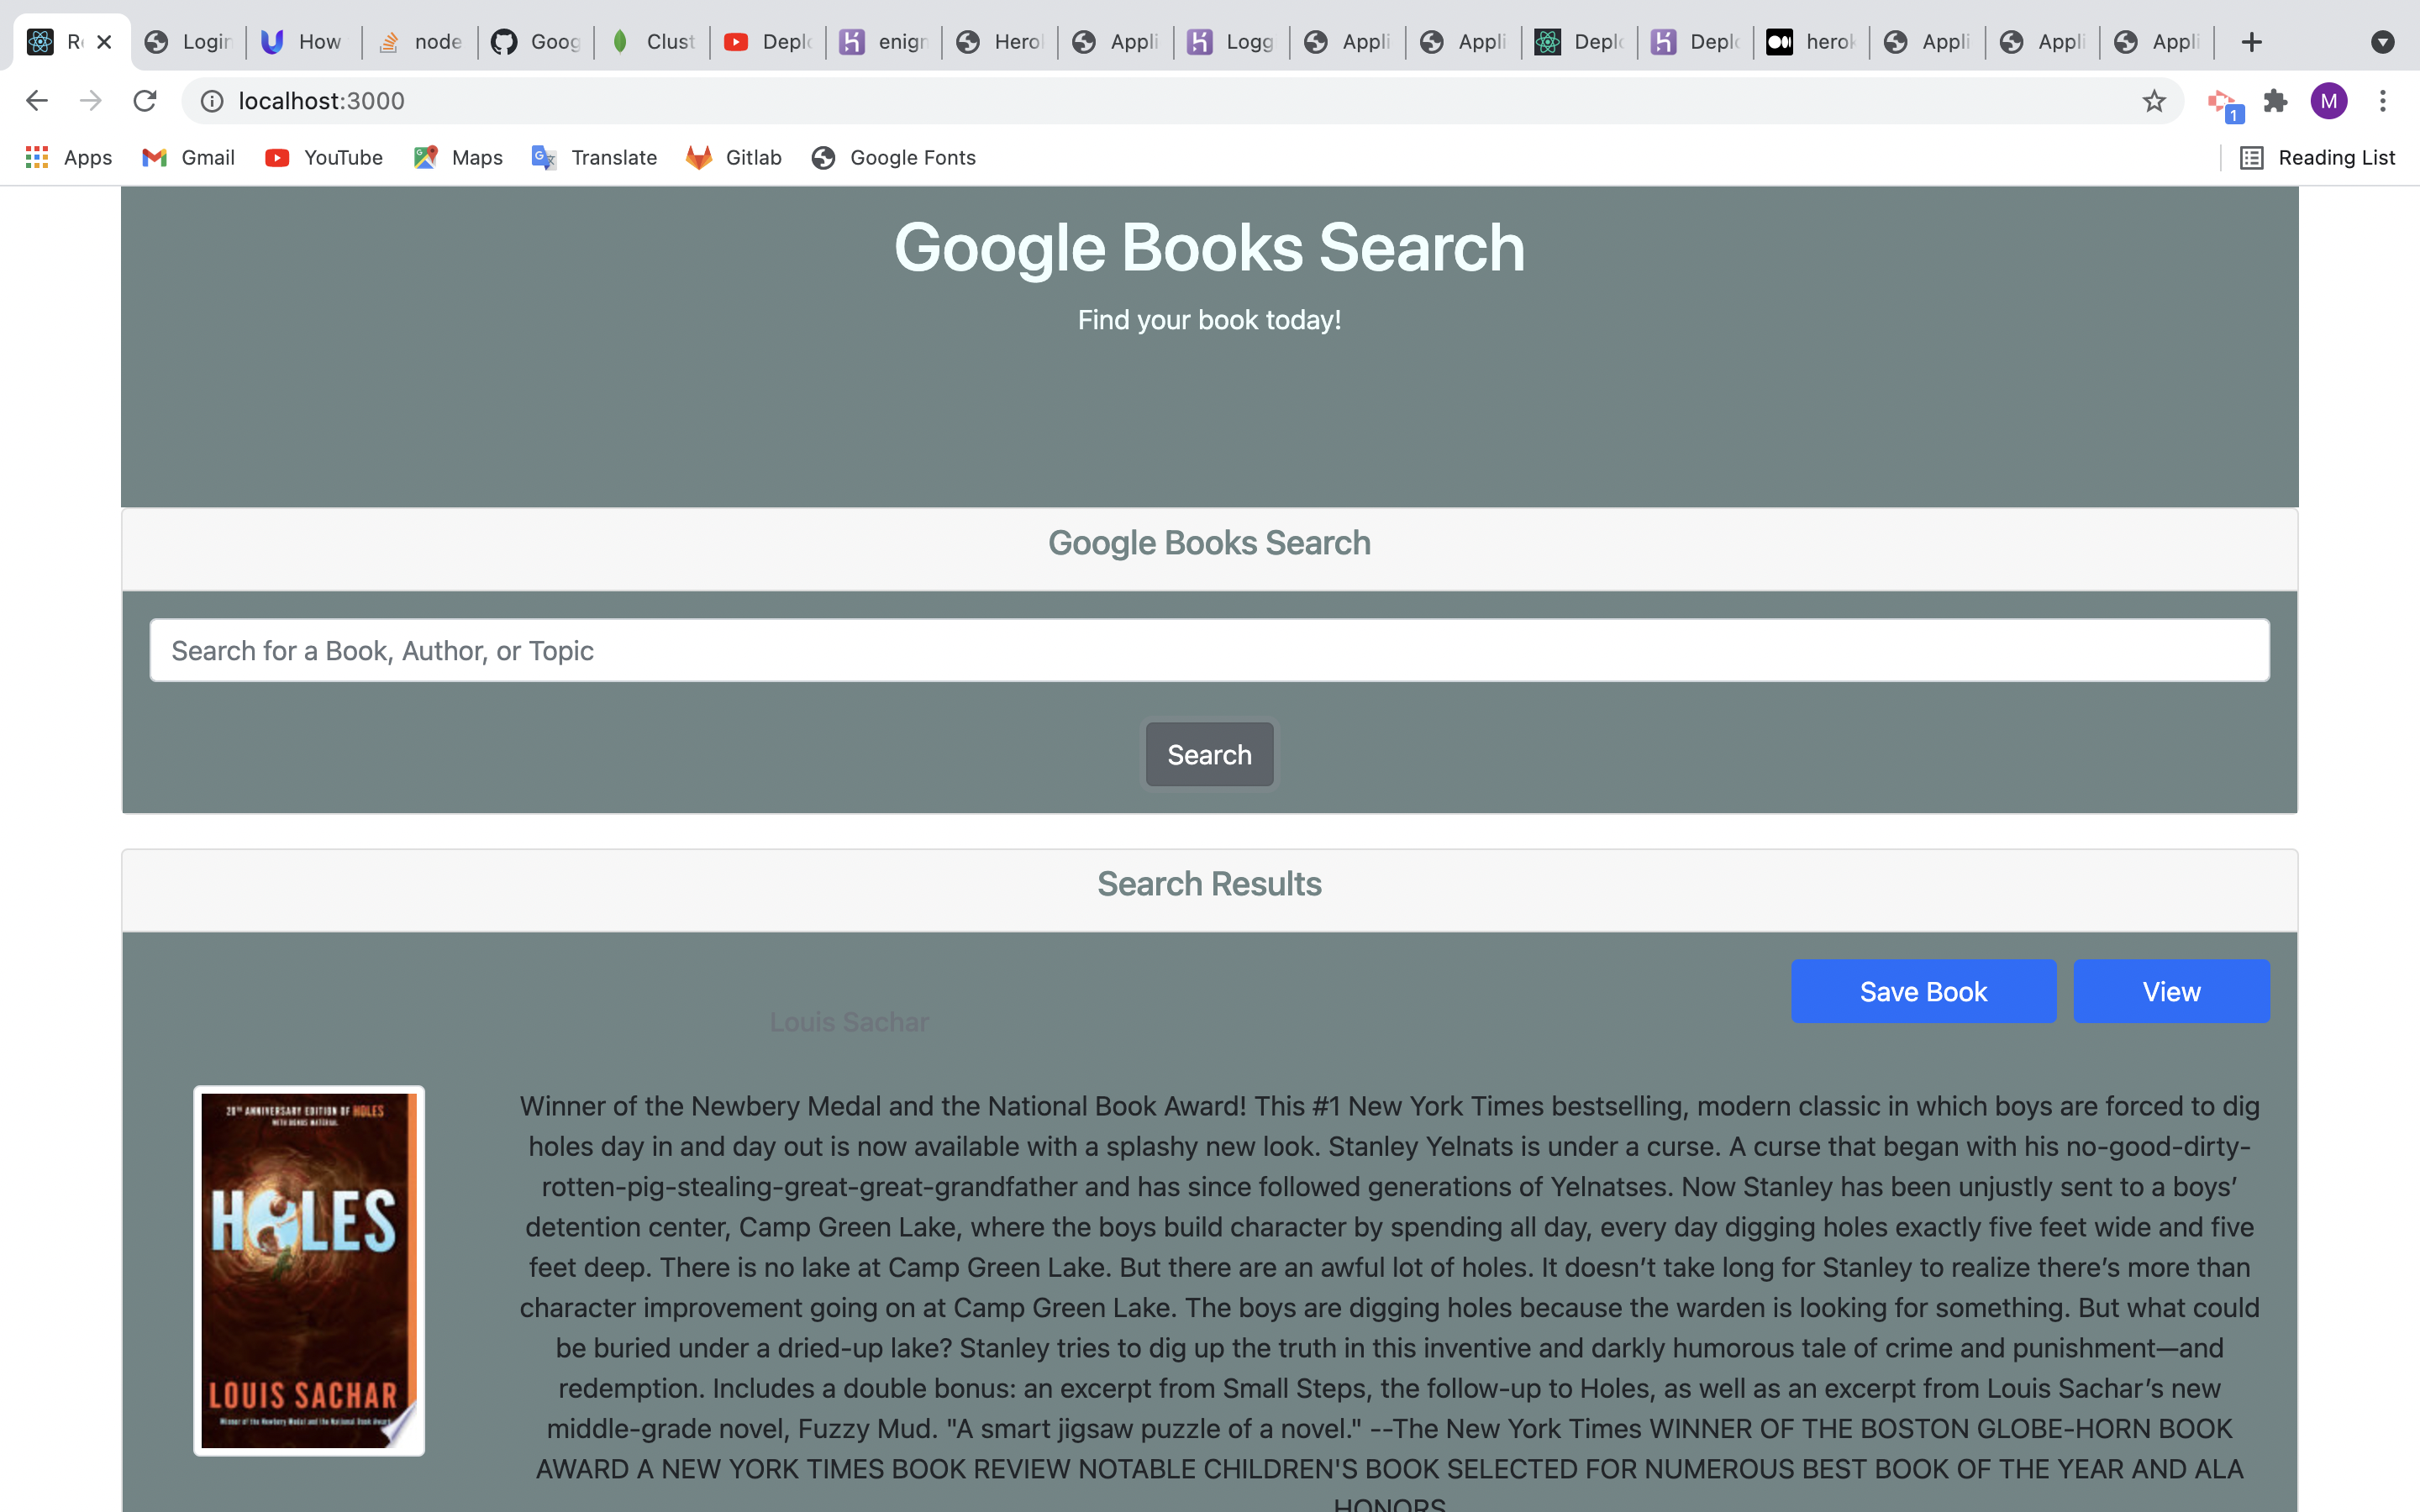 R
Login
How
node
Goog
Clust
Deplo
enign
Herol
Appli
Logg
Appli
Appli
Deplo
Deplo
herok
Appli
Appli
Appli
localhost:3000
1
M
Apps
Gmail
YouTube
Maps
Translate
Gitlab
Google Fonts
Reading List
Google Books Search
Find your book today!
Google Books Search
Search for a Book, Author, or Topic
Search
Search Results
Save Book
View
Louis Sachar
20TH ANNIVERSARY EDITION OF HOLES
WITH BONUS MATERIAL
HOLES
LOUIS SACHAR
Winner of the Newbery Medal and the National Book Award
Winner of the Newbery Medal and the National Book Award! This #1 New York Times bestselling, modern classic in which boys are forced to dig
holes day in and day out is now available with a splashy new look. Stanley Yelnats is under a curse. A curse that began with his no-good-dirty-
rotten-pig-stealing-great-great-grandfather and has since followed generations of Yelnatses. Now Stanley has been unjustly sent to a boys’
detention center, Camp Green Lake, where the boys build character by spending all day, every day digging holes exactly five feet wide and five
feet deep. There is no lake at Camp Green Lake. But there are an awful lot of holes. It doesn’t take long for Stanley to realize there’s more than
character improvement going on at Camp Green Lake. The boys are digging holes because the warden is looking for something. But what could
be buried under a dried-up lake? Stanley tries to dig up the truth in this inventive and darkly humorous tale of crime and punishment—and
redemption. Includes a double bonus: an excerpt from Small Steps, the follow-up to Holes, as well as an excerpt from Louis Sachar’s new
middle-grade novel, Fuzzy Mud. "A smart jigsaw puzzle of a novel." --The New York Times WINNER OF THE BOSTON GLOBE-HORN BOOK
AWARD A NEW YORK TIMES BOOK REVIEW NOTABLE CHILDREN'S BOOK SELECTED FOR NUMEROUS BEST BOOK OF THE YEAR AND ALA
HONORS